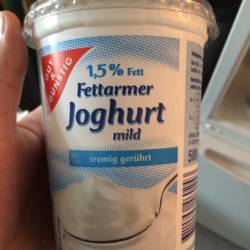 GUT
&
GÜNSTIG
1,5% Fett
Fettarmer
Joghurt
mild
cremig gerührt
500